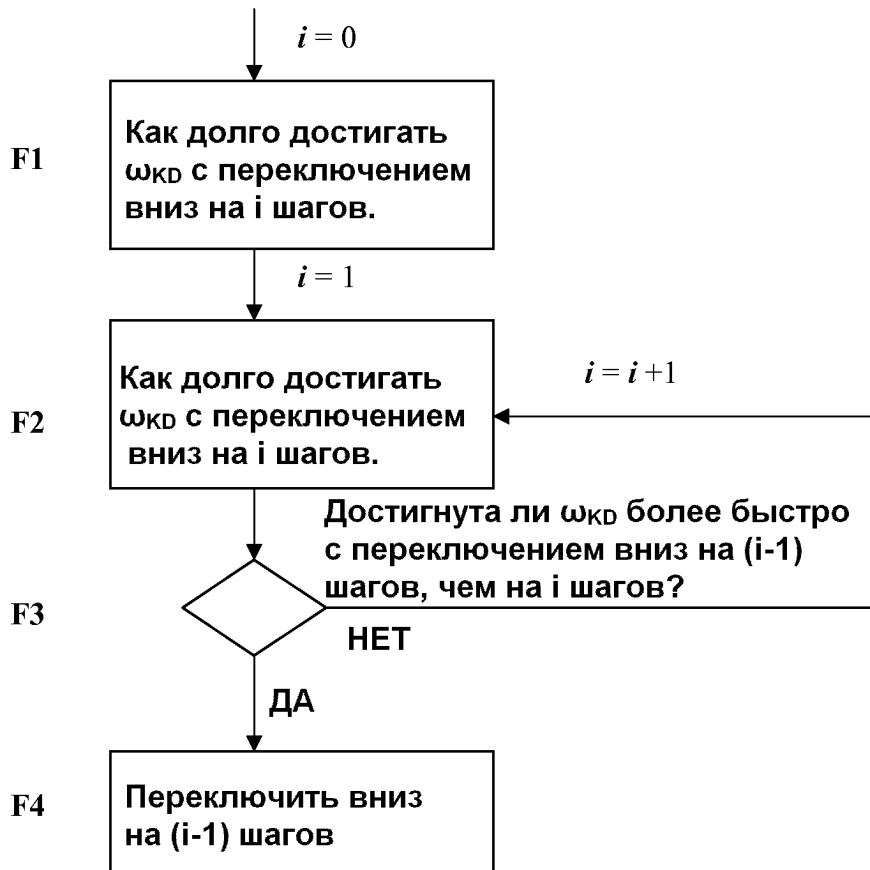 i = 0
F1
Как долго достигать
ωKD с переключением
вниз на i шагов.
i = 1
F2
Как долго достигать
ωKD с переключением
вниз на i шагов.
i = i +1
Достигнута ли ωKD более быстро
с переключением вниз на (i-1)
шагов, чем на i шагов?
F3
НЕТ
ДА
F4
Переключить вниз
на (i-1) шагов